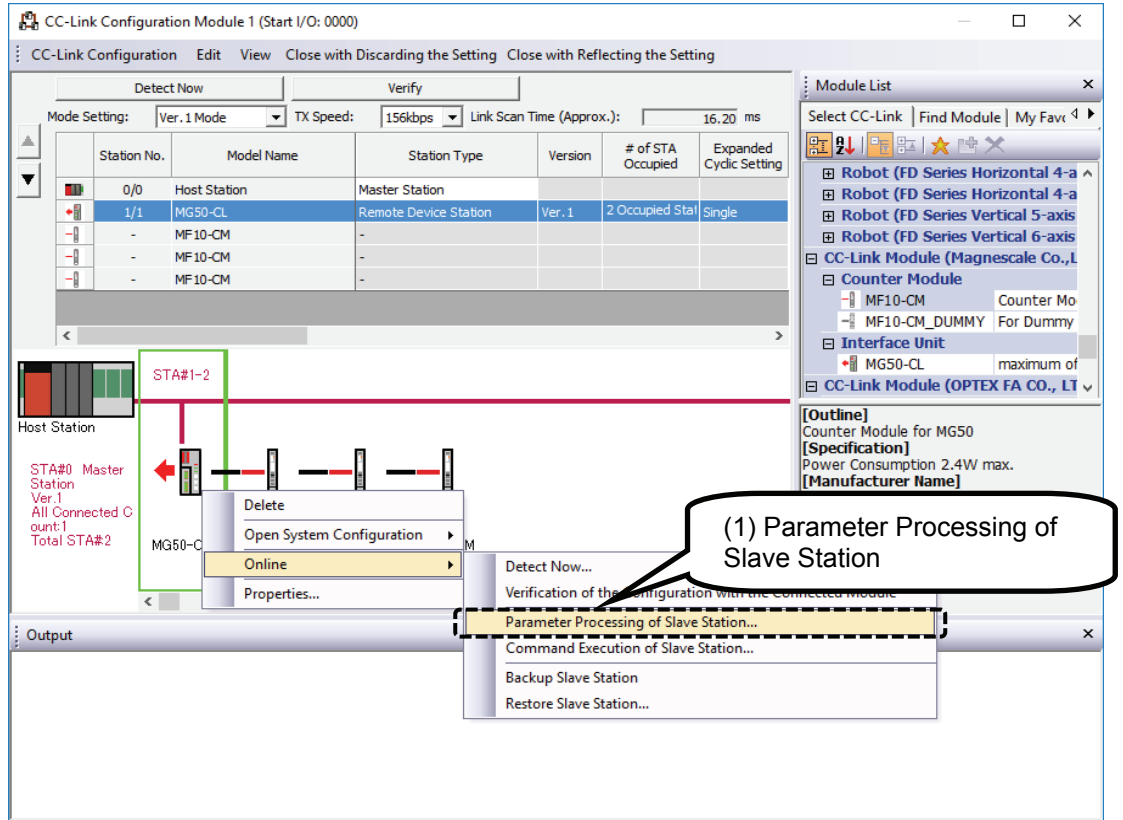 CC-Link Configuration Module 1 (Start I/O: 0000)
CC-Link Configuration Edit View Close with Discarding the Setting Close with Reflecting the Setting
Detect Now Verify
Mode Setting: Ver.1 Mode TX Speed: 156kbps Link Scan Time (Approx.): 16.20 ms
Station No. Model Name Station Type Version # of STA Occupied Expanded Cyclic Setting
0/0 Host Station Master Station
1/1 MG50-CL Remote Device Station Ver.1 2 Occupied Stat Single
- MF10-CM -
- MF10-CM -
- MF10-CM -
Module List
Select CC-Link Find Module My Favo
Robot (FD Series Horizontal 4-a
Robot (FD Series Horizontal 4-a
Robot (FD Series Vertical 5-axis
Robot (FD Series Vertical 6-axis
CC-Link Module (Magnescale Co.,L
Counter Module
MF10-CM Counter Mo
MF10-CM_DUMMY For Dummy
Interface Unit
MG50-CL maximum of
CC-Link Module (OPTEX FA CO., LT
[Outline]
Counter Module for MG50
[Specification]
Power Consumption 2.4W max.
[Manufacturer Name]
STA#1-2
Host Station
STA#0 Master
Station
Ver.1
All Connected C
ount:1
Total STA#2
MG50-C
M
Delete
Open System Configuration
Online
Properties...
Detect Now...
Verification of the Configuration with the Connected Module
Parameter Processing of Slave Station...
Command Execution of Slave Station...
Backup Slave Station
Restore Slave Station...
(1) Parameter Processing of
Slave Station
Output